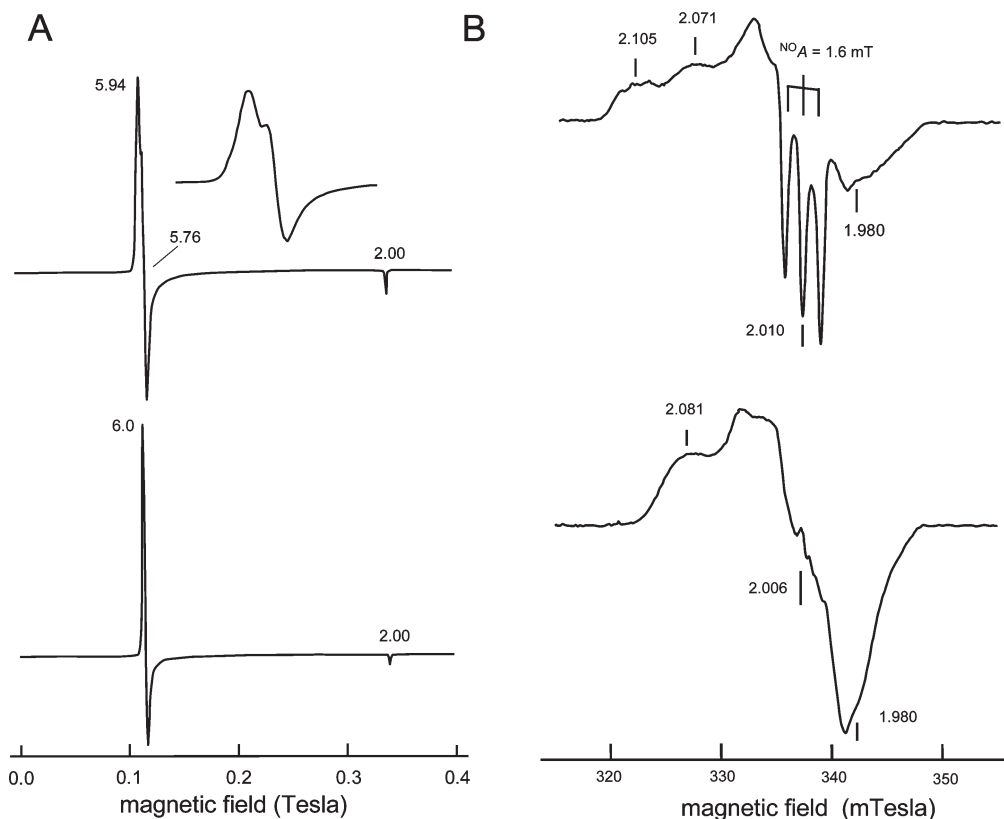 A
5.94
5.76
2.00
6.0
2.00
0.0 0.1 0.2 0.3 0.4
magnetic field (Tesla)
B
2.105
2.071
NOA = 1.6 mT
1.980
2.010
2.081
2.006
1.980
320 330 340 350
magnetic field (mTesla)